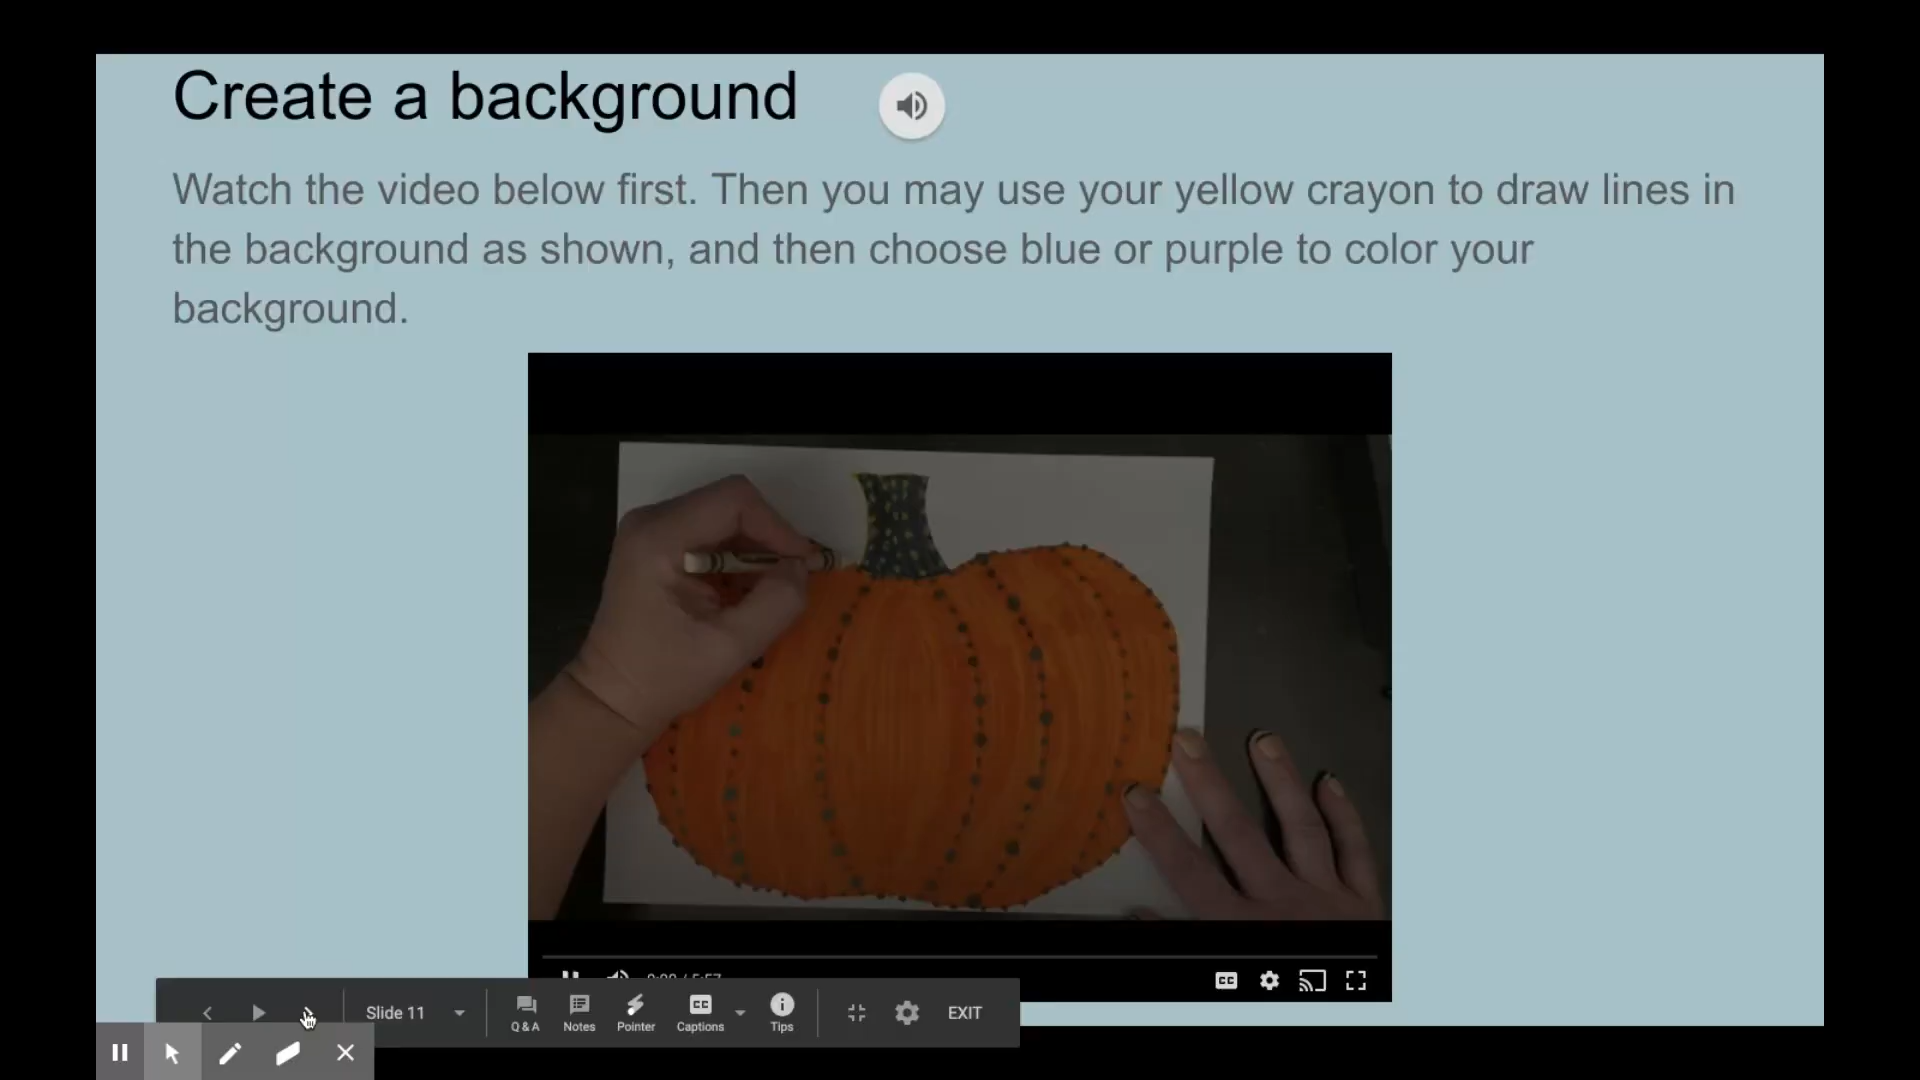 Create a background
Watch the video below first. Then you may use your yellow crayon to draw lines in
the background as shown, and then choose blue or purple to color your
background.
CC
Slide 11
Q & A
Notes
Pointer
CC
Captions
Tips
EXIT